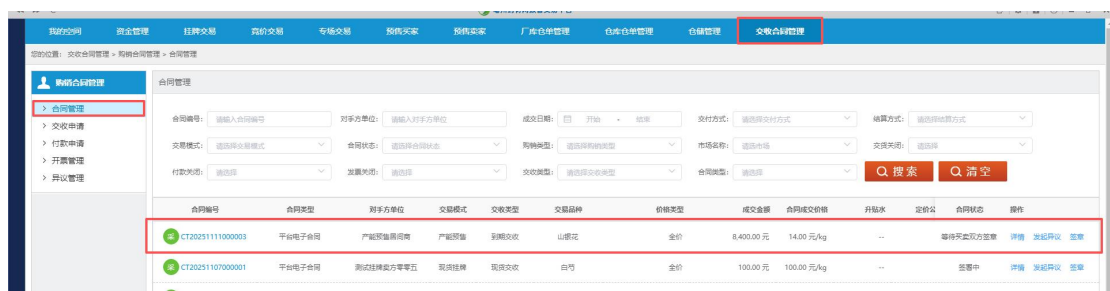 我的空间 资金管理 挂牌交易 竞价交易 专场交易 预售买家 预售卖家 厂库仓单管理 仓库仓单管理 仓储管理 交收合同管理
您的位置: 交收合同管理 > 购销合同管理 > 合同管理
购销合同管理
合同管理
> 合同管理
> 交收申请
> 付款申请
> 开票管理
> 异议管理
合同编号: 请输入合同编号 对手方单位: 请输入对手方单位 成交日期: 开始 - 结束 交付方式: 请选择交付方式 结算方式: 请选择结算方式
交易模式: 请选择交易模式 合同状态: 请选择合同状态 购销类型: 请选择购销类型 市场名称: 请选市场 交货关闭: 请选择
付款关闭: 请选择 发票关闭: 请选择 交收类型: 请选择交收类型 合同类型: 请选择 搜索 清空
合同编号 合同类型 对手方单位 交易模式 交收类型 交易品种 价格类型 成交金额 合同成交价格 升贴水 定价公 合同状态 操作
采 CT20251111000003 平台电子合同 产能预售晨间商 产能预售 到期交收 山银花 全价 8,400.00 元 14.00 元/kg -- 等待买卖双方签章 详情 发起异议 签章
采 CT20251107000001 平台电子合同 测试挂牌卖方零零五 现货挂牌 现货交收 白芍 全价 100.00 元 100.00 元/kg -- 签署中 详情 发起异议 签章